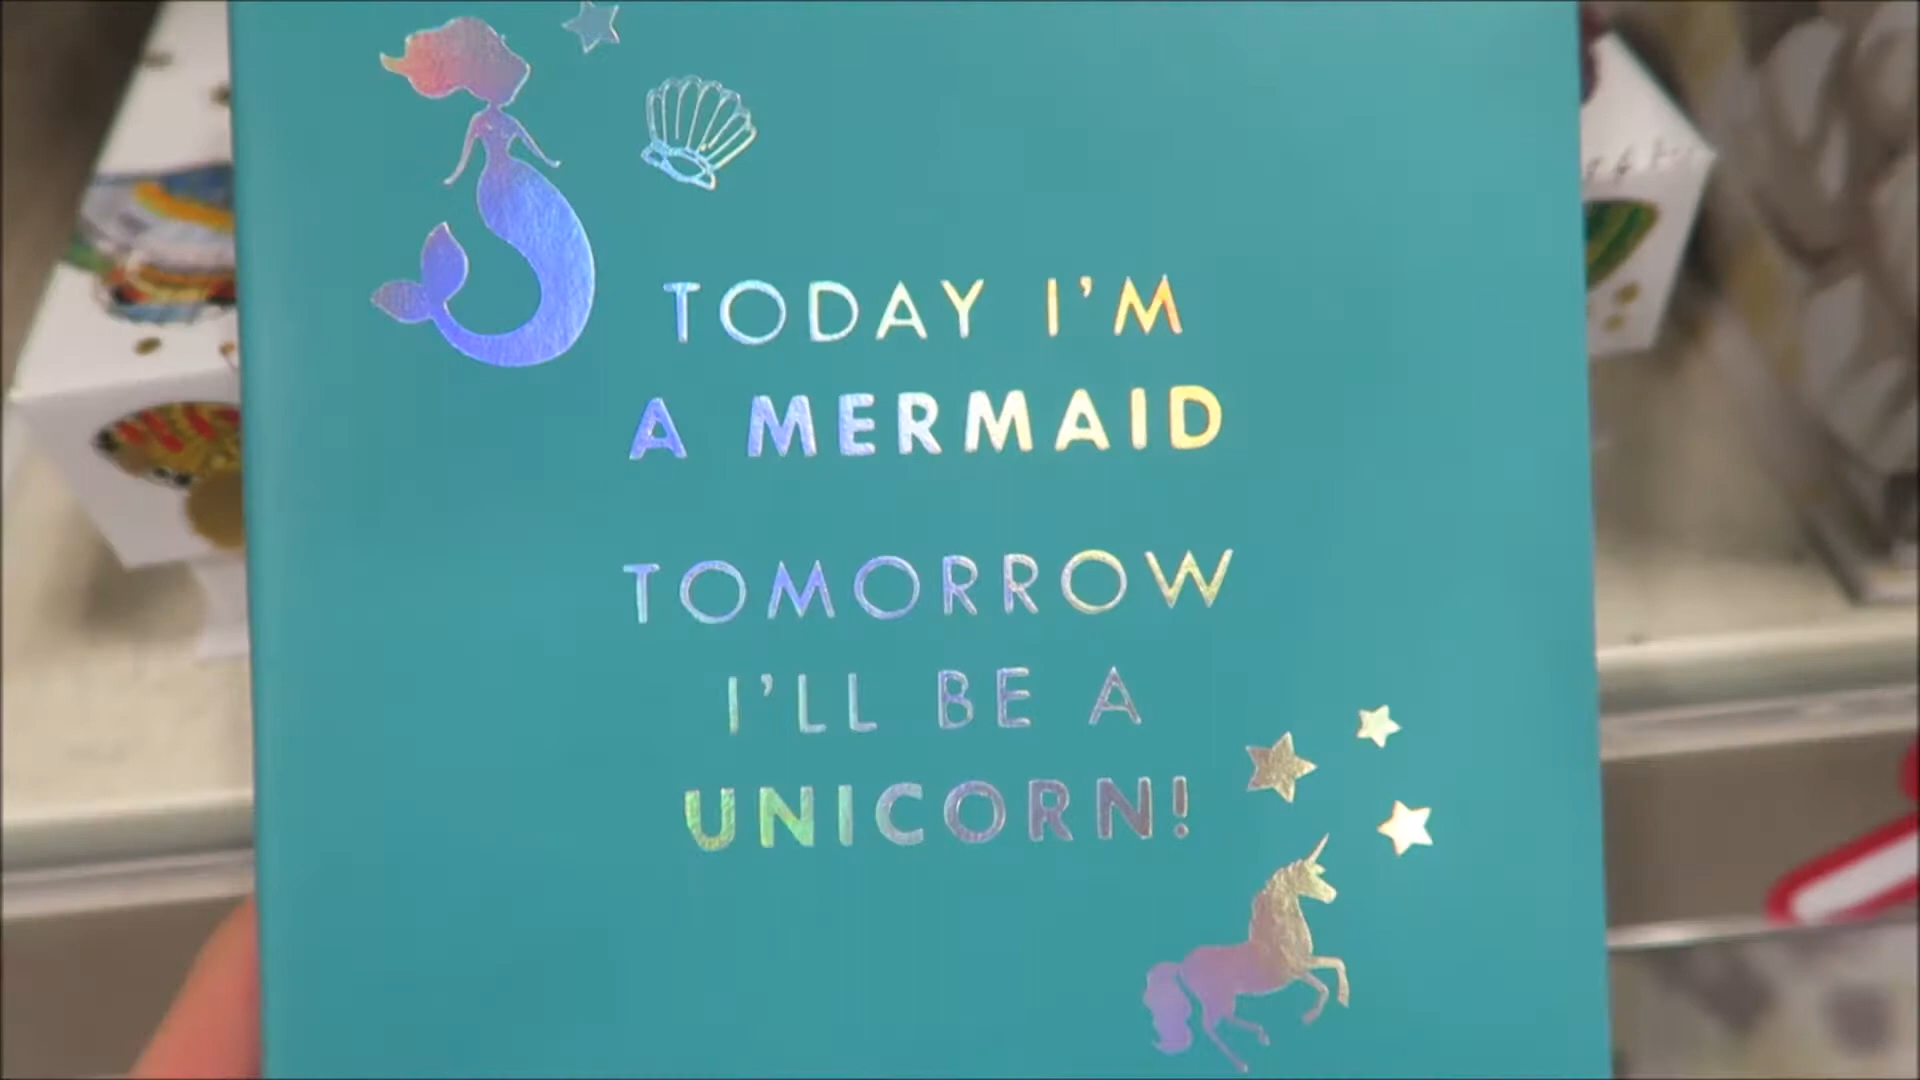 TODAY I'M
A MERMAID
TOMORROW
I'LL BE A
UNICORN!